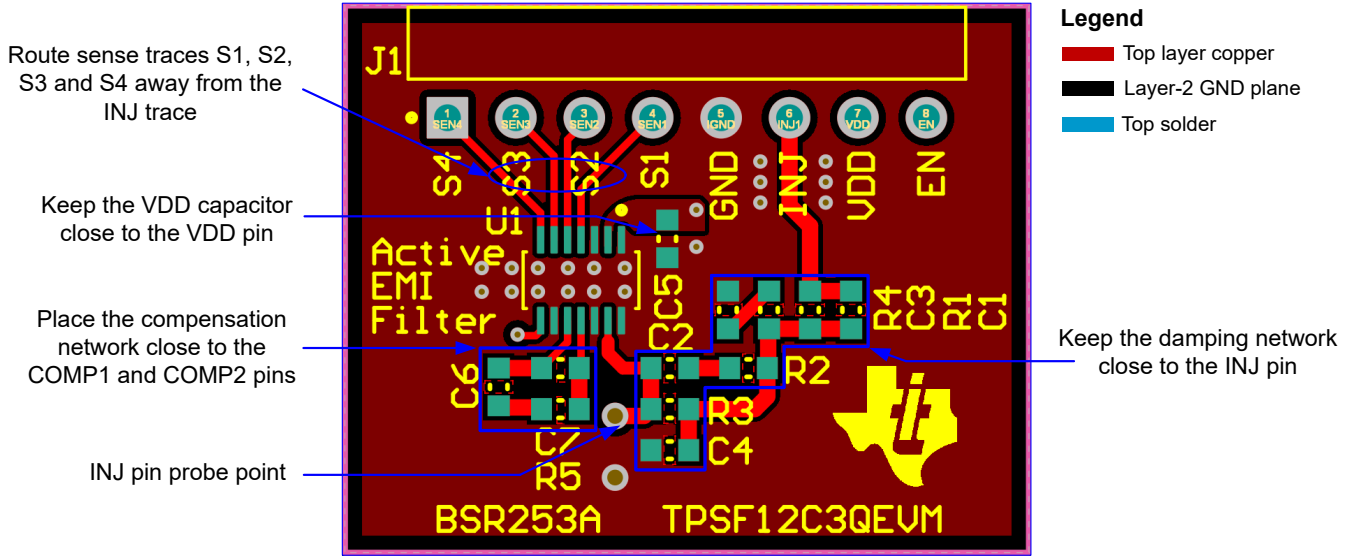 Route sense traces S1, S2,
S3 and S4 away from the
INJ trace
Keep the VDD capacitor
close to the VDD pin
Place the compensation
network close to the
COMP1 and COMP2 pins
INJ pin probe point
J1
1
SEN4
2
SEN3
3
SEN2
4
SEN1
5
IGND
6
INJ1
7
VDD
8
EN
S4
S3
S2
S1
GND
INJ
VDD
EN
U1
Active
EMI
Filter
C5
C2
R4
C3
R1
C1
C6
R2
R3
C7
C4
R5
BSR253A
TPSF12C3QEVM
Legend
Top layer copper
Layer-2 GND plane
Top solder
Keep the damping network
close to the INJ pin